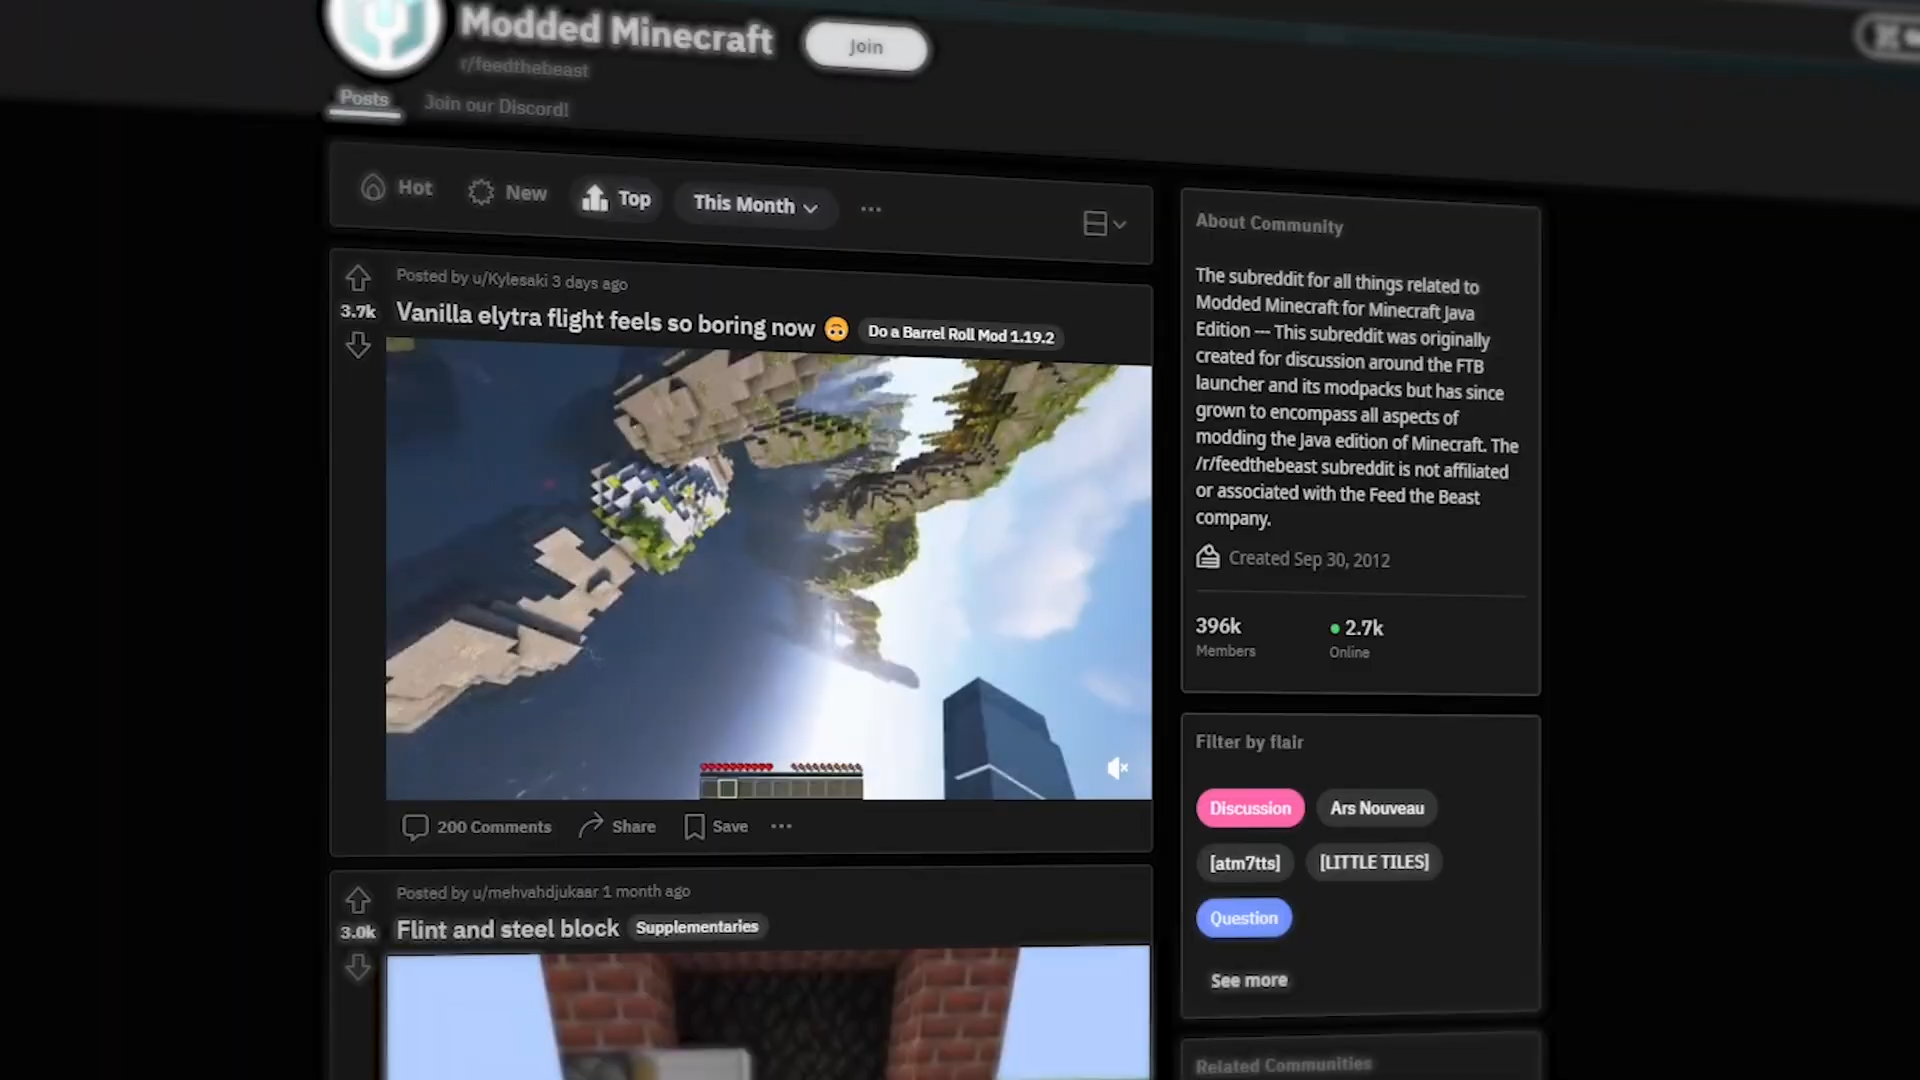 Modded Minecraft
Join
r/feedthebeast
Posts
Join our Discord!
Hot
New
Top
This Month
Posted by u/Kylesaki 3 days ago
3.7k
Vanilla elytra flight feels so boring now 🙃 Do a Barrel Roll Mod 1.19.2
200 Comments
Share
Save
Posted by u/mehvahdjukaar 1 month ago
3.0k
Flint and steel block Supplementaries
About Community
The subreddit for all things related to
Modded Minecraft for Minecraft Java
Edition --- This subreddit was originally
created for discussion around the FTB
launcher and its modpacks but has since
grown to encompass all aspects of
modding the Java edition of Minecraft. The
/r/feedthebeast subreddit is not affiliated
or associated with the Feed the Beast
company.
Created Sep 30, 2012
396k
Members
2.7k
Online
Filter by flair
Discussion
Ars Nouveau
[atm7tts]
[LITTLE TILES]
Question
See more
Related Communities